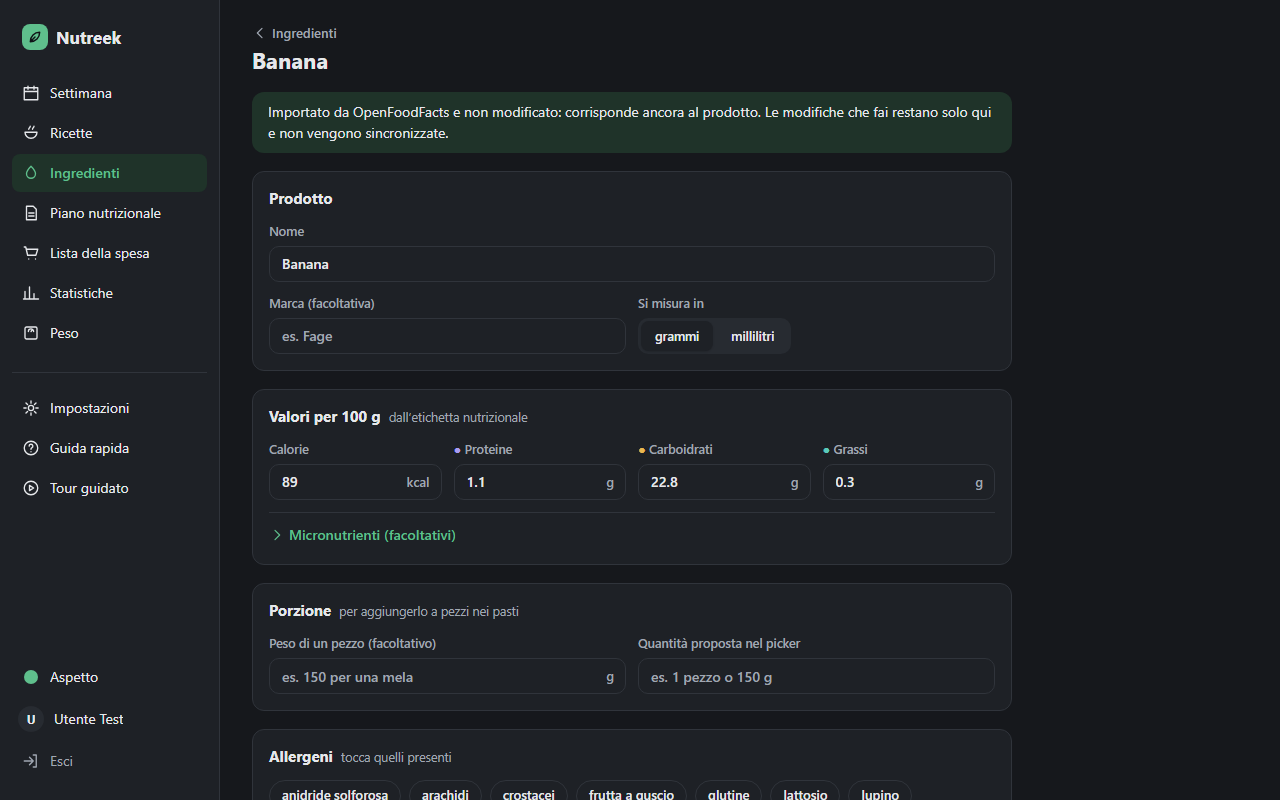 Nutreek
Settimana
Ricette
Ingredienti
Piano nutrizionale
Lista della spesa
Statistiche
Peso
Impostazioni
Guida rapida
Tour guidato
Aspetto
U Utente Test
Esci
Ingredienti
Banana
Importato da OpenFoodFacts e non modificato: corrisponde ancora al prodotto. Le modifiche che fai restano solo qui
e non vengono sincronizzate.
Prodotto
Nome
Banana
Marca (facoltativa) Si misura in
es. Fage grammi millilitri
Valori per 100 g dall'etichetta nutrizionale
Calorie Proteine Carboidrati Grassi
89 kcal 1.1 g 22.8 g 0.3 g
Micronutrienti (facoltativi)
Porzione per aggiungerlo a pezzi nei pasti
Peso di un pezzo (facoltativo) Quantità proposta nel picker
es. 150 per una mela g es. 1 pezzo o 150 g
Allergeni tocca quelli presenti
anidride solforosa arachidi crostacei frutta a guscio glutine lattosio lupino